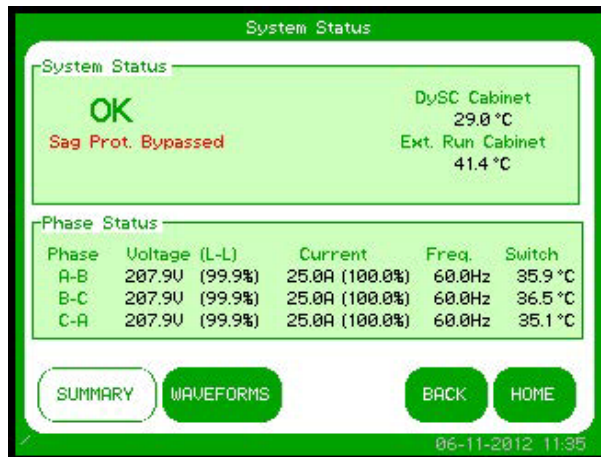 System Status
System Status
OK
Sag Prot. Bypassed
DySC Cabinet
29.0 °C
Ext. Run Cabinet
41.4 °C
Phase Status
Phase Voltage (L-L) Current Freq. Switch
A-B 207.9V (99.9%) 25.0A (100.0%) 60.0Hz 35.9 °C
B-C 207.9V (99.9%) 25.0A (100.0%) 60.0Hz 36.5 °C
C-A 207.9V (99.9%) 25.0A (100.0%) 60.0Hz 35.1 °C
SUMMARY WAVEFORMS BACK HOME
06-11-2012 11:35